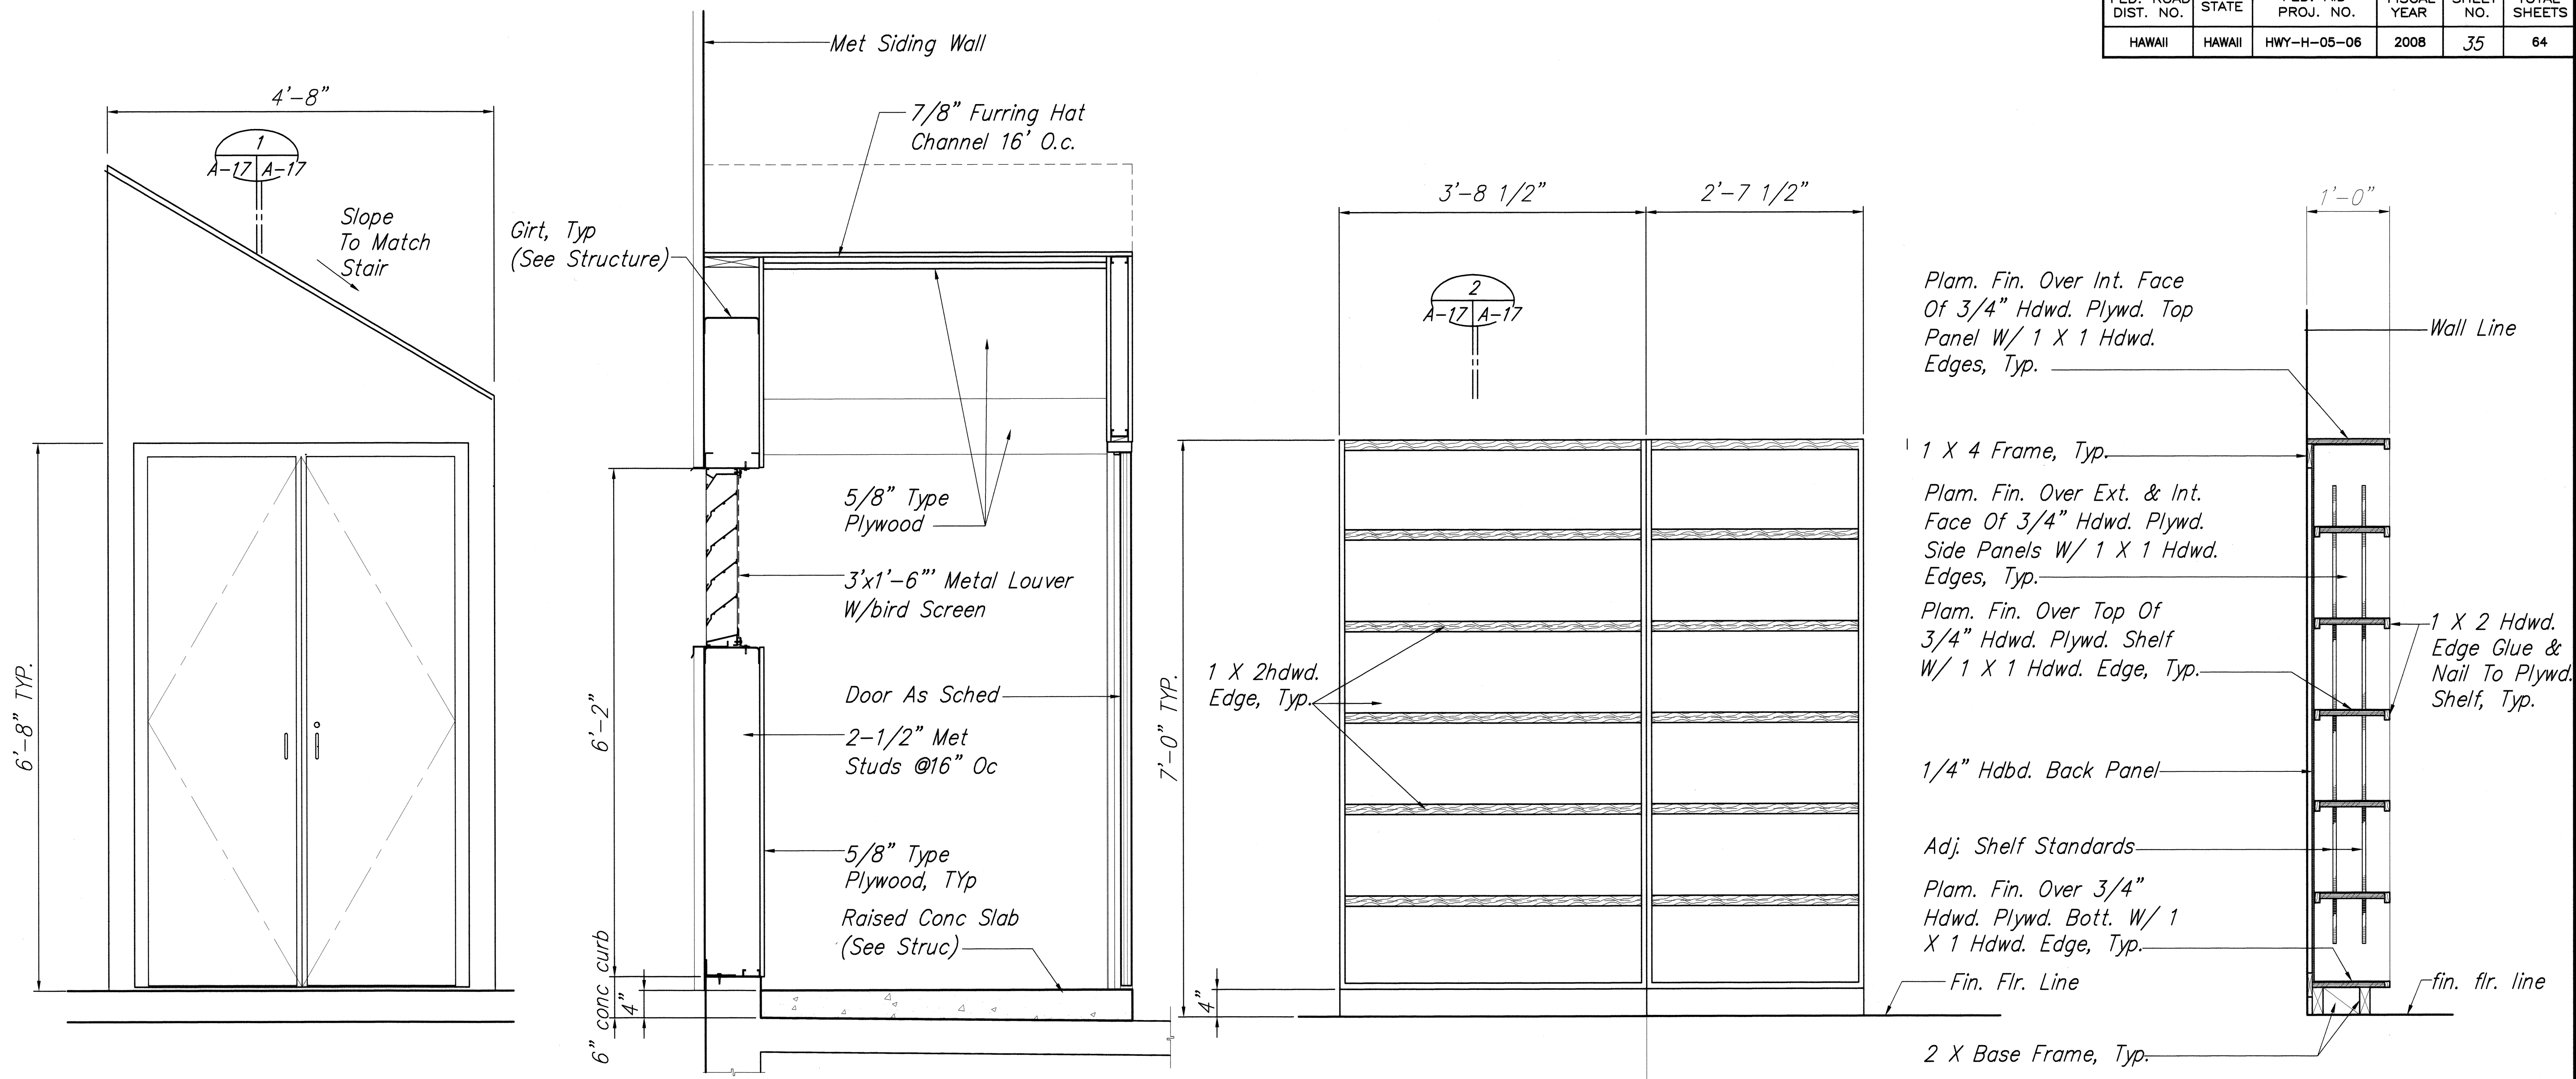 DIST. NO.
STATE
PROJ. NO.
YEAR
NO.
SHEETS
HAWAII
HAWAII
HWY-H-05-06
2008
35
64
4'-8"
1
A-17 A-17
Slope
To Match
Stair
6'-8" TYP.
Met Siding Wall
7/8" Furring Hat
Channel 16' O.c.
Girt, Typ
(See Structure)
5/8" Type
Plywood
3'x1'-6"' Metal Louver
W/bird Screen
Door As Sched
2-1/2" Met
Studs @16" Oc
5/8" Type
Plywood, TYp
Raised Conc Slab
(See Struc)
6'-2"
6" conc curb
4"
3'-8 1/2"
2'-7 1/2"
2
A-17 A-17
1 X 2hdwd.
Edge, Typ.
7'-0" TYP.
4"
Fin. Flr. Line
1'-0"
Plam. Fin. Over Int. Face
Of 3/4" Hdwd. Plywd. Top
Panel W/ 1 X 1 Hdwd.
Edges, Typ.
Wall Line
1 X 4 Frame, Typ.
Plam. Fin. Over Ext. & Int.
Face Of 3/4" Hdwd. Plywd.
Side Panels W/ 1 X 1 Hdwd.
Edges, Typ.
Plam. Fin. Over Top Of
3/4" Hdwd. Plywd. Shelf
W/ 1 X 1 Hdwd. Edge, Typ.
1 X 2 Hdwd.
Edge Glue &
Nail To Plywd.
Shelf, Typ.
1/4" Hdbd. Back Panel
Adj. Shelf Standards
Plam. Fin. Over 3/4"
Hdwd. Plywd. Bott. W/ 1
X 1 Hdwd. Edge, Typ.
fin. flr. line
2 X Base Frame, Typ.